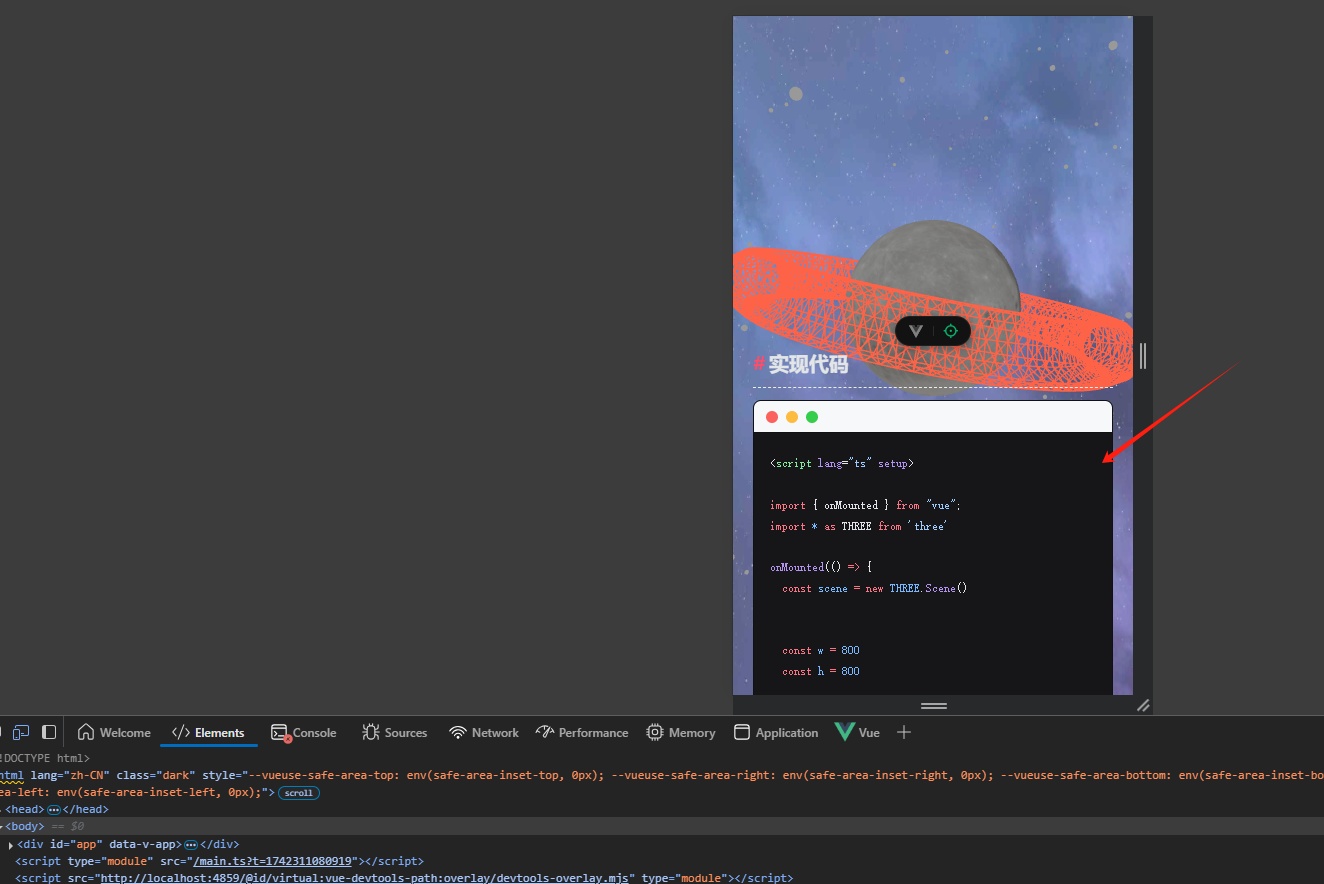 #实现代码
<script lang="ts" setup>
import { onMounted } from "vue";
import * as THREE from 'three'
onMounted(() => {
const scene = new THREE.Scene()
const w = 800
const h = 800
Welcome
Elements
Console
Sources
Network
Performance
Memory
Application
Vue
!DOCTYPE html>
html lang="zh-CN" class="dark" style="--vueuse-safe-area-top: env(safe-area-inset-top, 0px); --vueuse-safe-area-right: env(safe-area-inset-right, 0px); --vueuse-safe-area-bottom: env(safe-area-inset-bo
ea-left: env(safe-area-inset-left, 0px);"> scroll
<head>•••</head>
<body> == $0
<div id="app" data-v-app>•••</div>
<script type="module" src="/main.ts?t=1742311080919"></script>
<script src="http://localhost:4859/@id/virtual:vue-devtools-path:overlay/devtools-overlay.mjs" type="module"></script>